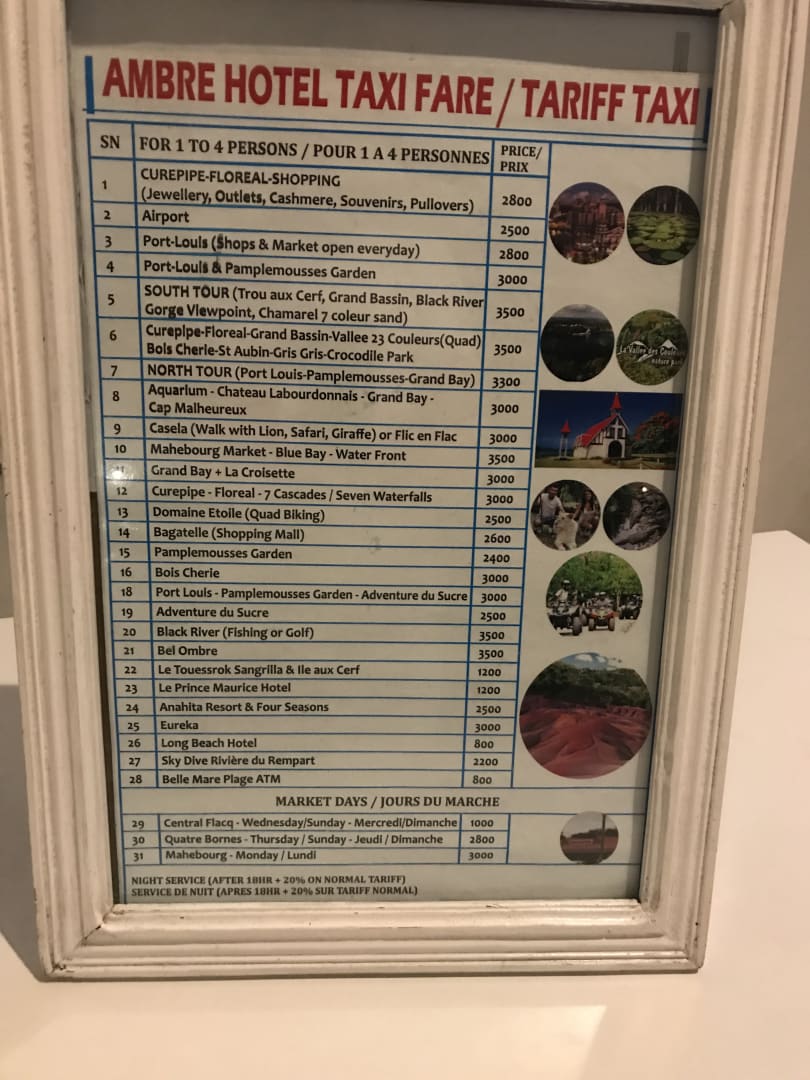 AMBRE HOTEL TAXI FARE / TARIFF TAXI
SN FOR 1 TO 4 PERSONS / POUR 1 A 4 PERSONNES PRICE/ PRIX
1 CUREPIPE-FLOREAL-SHOPPING
(Jewellery, Outlets, Cashmere, Souvenirs, Pullovers) 2800
2 Airport 2500
3 Port-Louis (Shops & Market open everyday) 2800
4 Port-Louis & Pamplemousses Garden 3000
5 SOUTH TOUR (Trou aux Cerf, Grand Bassin, Black River
Gorge Viewpoint, Chamarel 7 coleur sand) 3500
6 Curepipe-Floreal-Grand Bassin-Vallee 23 Couleurs(Quad)
Bois Cherie-St Aubin-Gris Gris-Crocodile Park 3500
7 NORTH TOUR (Port Louis-Pamplemousses-Grand Bay) 3300
8 Aquarium - Chateau Labourdonnais - Grand Bay -
Cap Malheureux 3000
9 Casela (Walk with Lion, Safari, Giraffe) or Flic en Flac 3000
10 Mahebourg Market - Blue Bay - Water Front 3500
11 Grand Bay + La Croisette 3000
12 Curepipe - Floreal - 7 Cascades / Seven Waterfalls 3000
13 Domaine Etoile (Quad Biking) 2500
14 Bagatelle (Shopping Mall) 2600
15 Pamplemousses Garden 2400
16 Bois Cherie 3000
18 Port Louis - Pamplemousses Garden - Adventure du Sucre 3000
19 Adventure du Sucre 2500
20 Black River (Fishing or Golf) 3500
21 Bel Ombre 3500
22 Le Touessrok Sangrilla & Ile aux Cerf 1200
23 Le Prince Maurice Hotel 1200
24 Anahita Resort & Four Seasons 2500
25 Eureka 3000
26 Long Beach Hotel 800
27 Sky Dive Rivière du Rempart 2200
28 Belle Mare Plage ATM 800
MARKET DAYS / JOURS DU MARCHE
29 Central Flacq - Wednesday/Sunday - Mercredi/Dimanche 1000
30 Quatre Bornes - Thursday / Sunday - Jeudi / Dimanche 2800
31 Mahebourg - Monday / Lundi 3000
NIGHT SERVICE (AFTER 18HR + 20% ON NORMAL TARIFF)
SERVICE DE NUIT (APRES 18HR + 20% SUR TARIFF NORMAL)
La Vallée des Couleurs
nature park